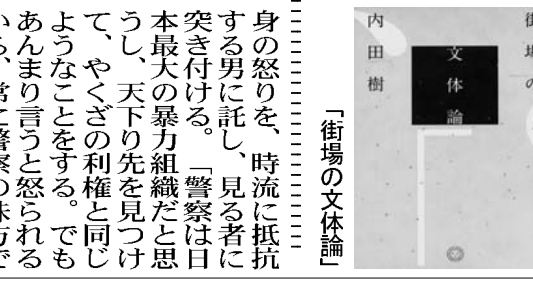 街場の
文体論
内田樹
「街場の文体論」
身の怒りを、時流に抵抗
する男に託し、見る者に
突き付ける。「警察は日
本最大の暴力組織だと思
うし、天下り先を見つけ
て、やくざの利権と同じ
ようなことをする。でも
あんまり言うと怒られる
ら、常に警察の味方で